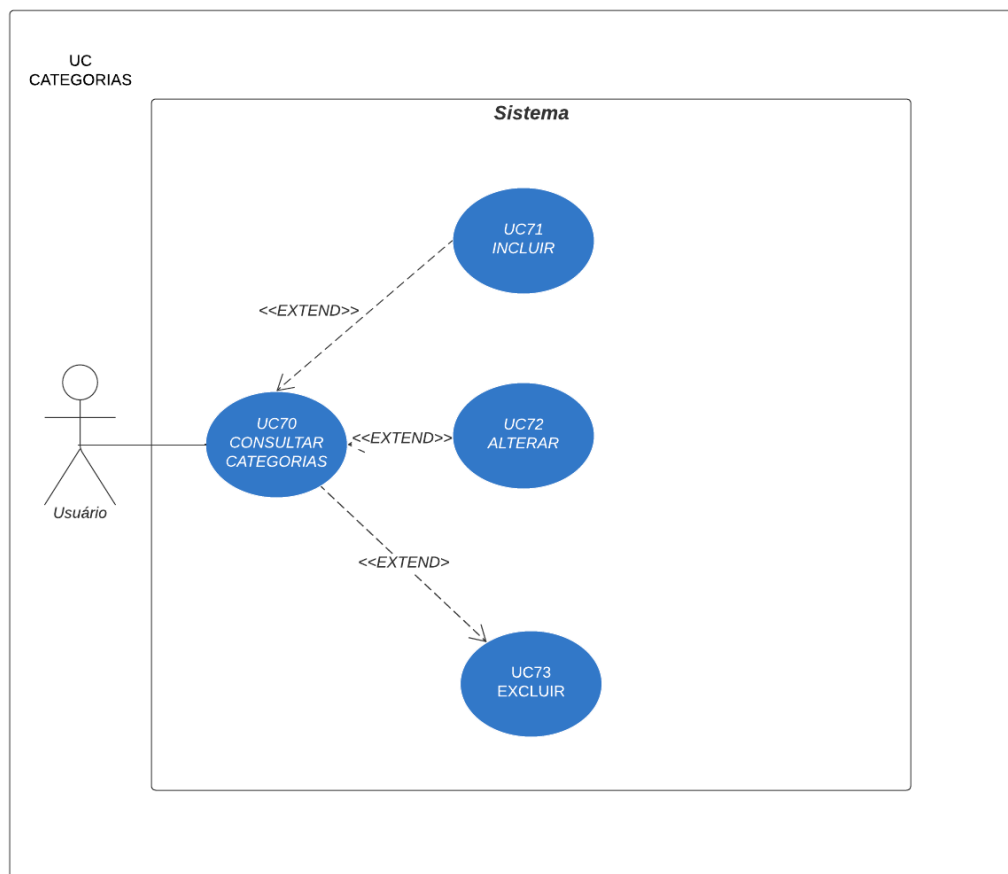 UC
CATEGORIAS
Sistema
UC71
INCLUIR
<<EXTEND>>
UC70
CONSULTAR
CATEGORIAS
<<EXTEND>>
UC72
ALTERAR
Usuário
<<EXTEND>
UC73
EXCLUIR